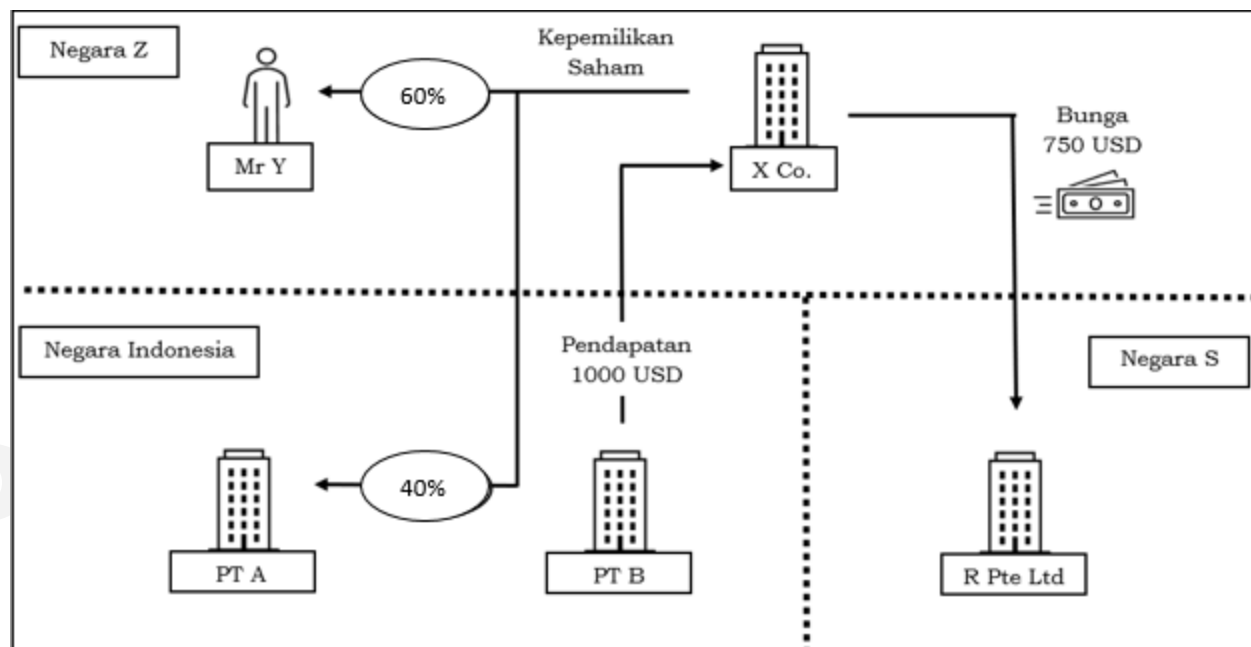 Negara Z
Kepemilikan
Saham
60%
Mr Y
X Co.
Bunga
750 USD
Negara Indonesia
Pendapatan
1000 USD
Negara S
40%
PT A
PT B
R Pte Ltd